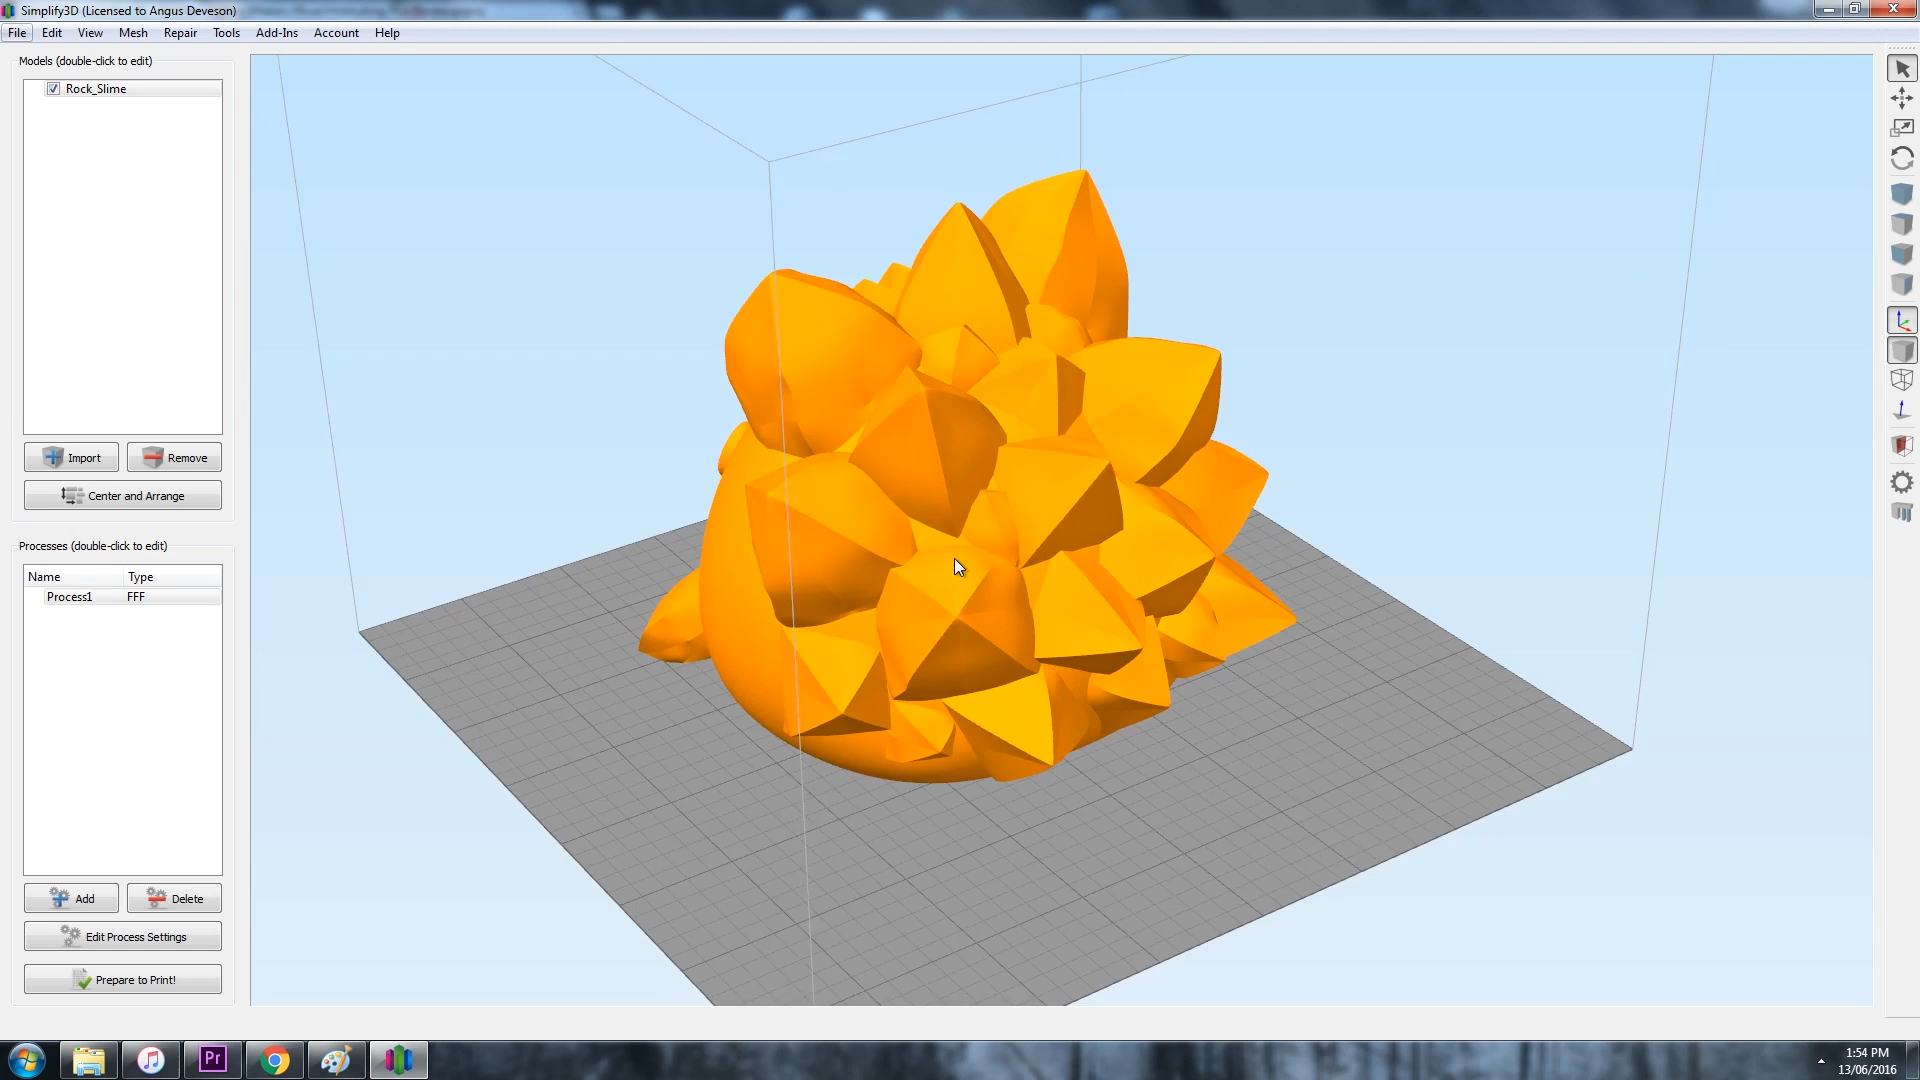 Simplify3D (Licensed to Angus Deveson)
File Edit View Mesh Repair Tools Add-Ins Account Help
Models (double-click to edit)
Rock_Slime
Import Remove
Center and Arrange
Processes (double-click to edit)
Name Type
Process1 FFF
Add Delete
Edit Process Settings
Prepare to Print!
Pr
1:54 PM
13/06/2016